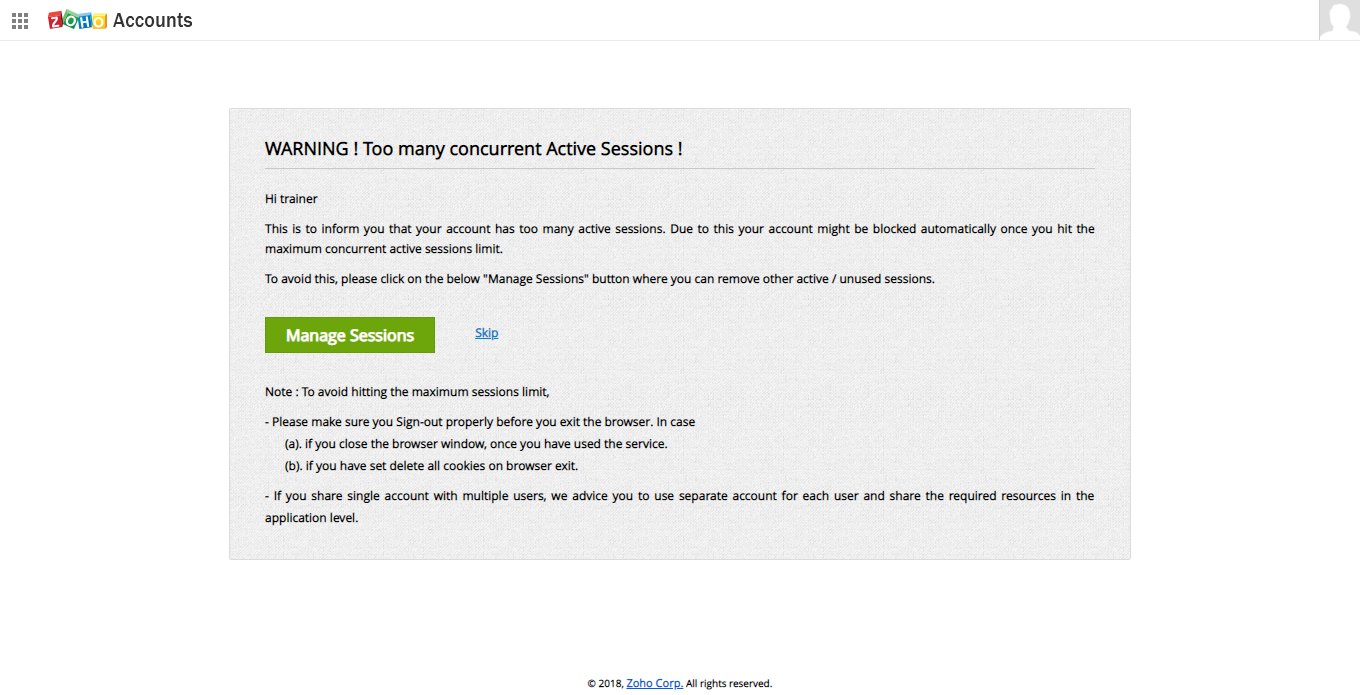 ZOHO Accounts
WARNING ! Too many concurrent Active Sessions !
Hi trainer
This is to inform you that your account has too many active sessions. Due to this your account might be blocked automatically once you hit the
maximum concurrent active sessions limit.
To avoid this, please click on the below "Manage Sessions" button where you can remove other active / unused sessions.
Manage Sessions Skip
Note : To avoid hitting the maximum sessions limit,
- Please make sure you Sign-out properly before you exit the browser. In case
(a). if you close the browser window, once you have used the service.
(b). if you have set delete all cookies on browser exit.
- If you share single account with multiple users, we advice you to use separate account for each user and share the required resources in the
application level.
© 2018, Zoho Corp. All rights reserved.